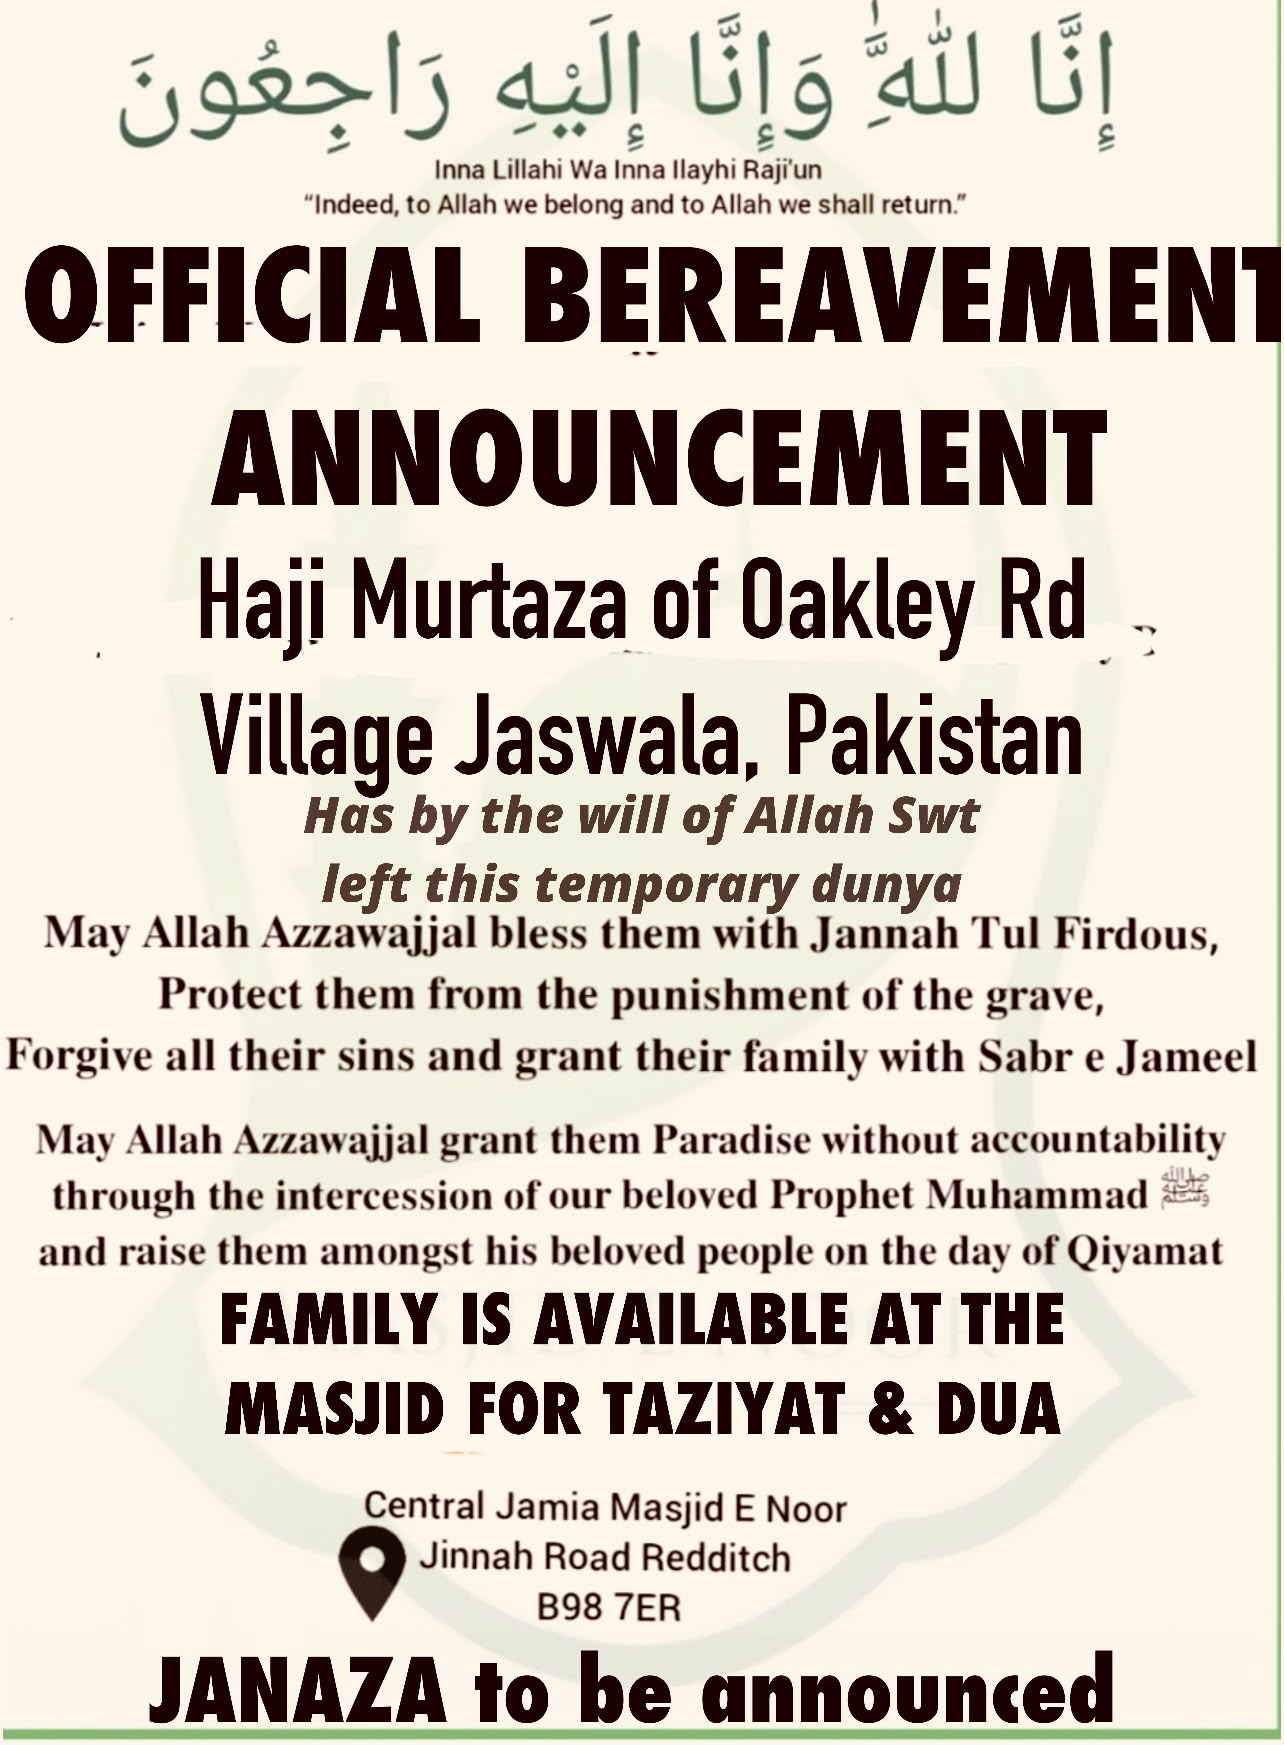 إِنَّا لِلَّهِ وَإِنَّا إِلَيْهِ رَاجِعُونَ
Inna Lillahi Wa Inna Ilayhi Raji'un
“Indeed, to Allah we belong and to Allah we shall return.”
OFFICIAL BEREAVEMENT
ANNOUNCEMENT
Haji Murtaza of Oakley Rd
Village Jaswala, Pakistan
Has by the will of Allah Swt
left this temporary dunya
May Allah Azzawajjal bless them with Jannah Tul Firdous,
Protect them from the punishment of the grave,
Forgive all their sins and grant their family with Sabr e Jameel
May Allah Azzawajjal grant them Paradise without accountability
through the intercession of our beloved Prophet Muhammad ﷺ
and raise them amongst his beloved people on the day of Qiyamat
FAMILY IS AVAILABLE AT THE
MASJID FOR TAZIYAT & DUA
Central Jamia Masjid E Noor
Jinnah Road Redditch
B98 7ER
JANAZA to be announced